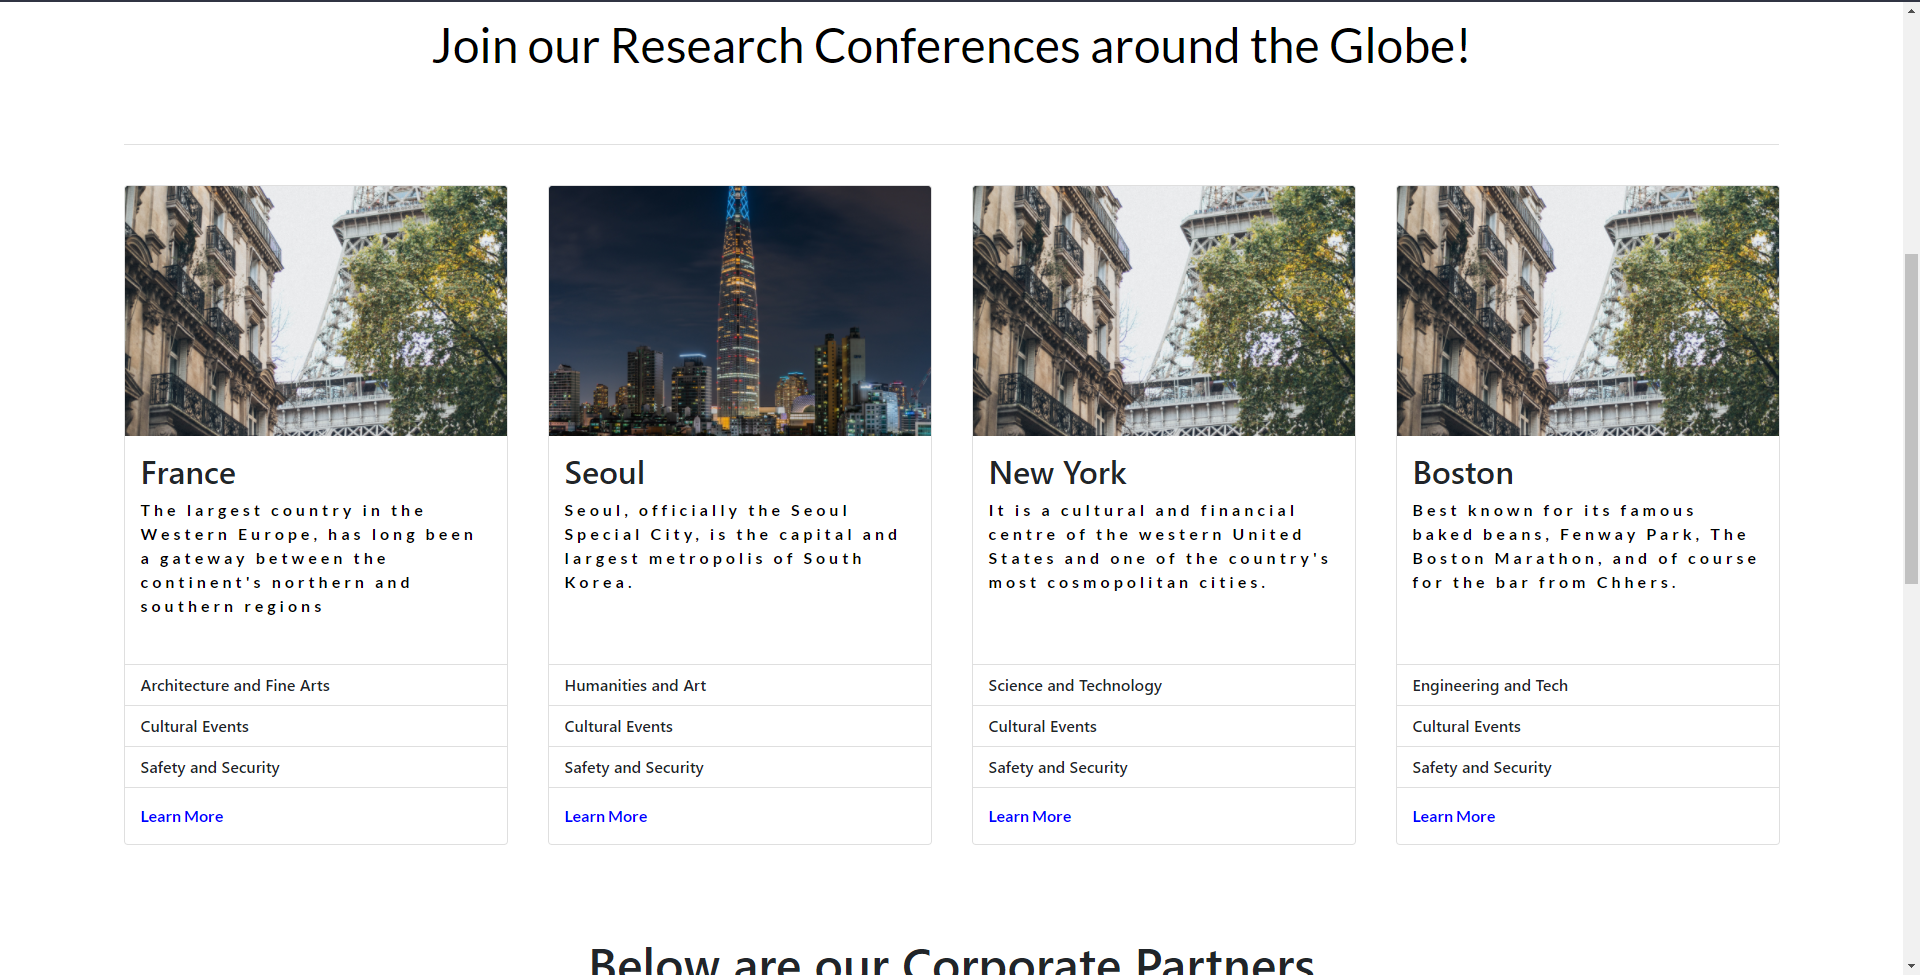 Join our Research Conferences around the Globe!
France
The largest country in the
Western Europe, has long been
a gateway between the
continent's northern and
southern regions
Architecture and Fine Arts
Cultural Events
Safety and Security
Learn More
Seoul
Seoul, officially the Seoul
Special City, is the capital and
largest metropolis of South
Korea.
Humanities and Art
Cultural Events
Safety and Security
Learn More
New York
It is a cultural and financial
centre of the western United
States and one of the country's
most cosmopolitan cities.
Science and Technology
Cultural Events
Safety and Security
Learn More
Boston
Best known for its famous
baked beans, Fenway Park, The
Boston Marathon, and of course
for the bar from Chhers.
Engineering and Tech
Cultural Events
Safety and Security
Learn More
Below are our Corporate Partners